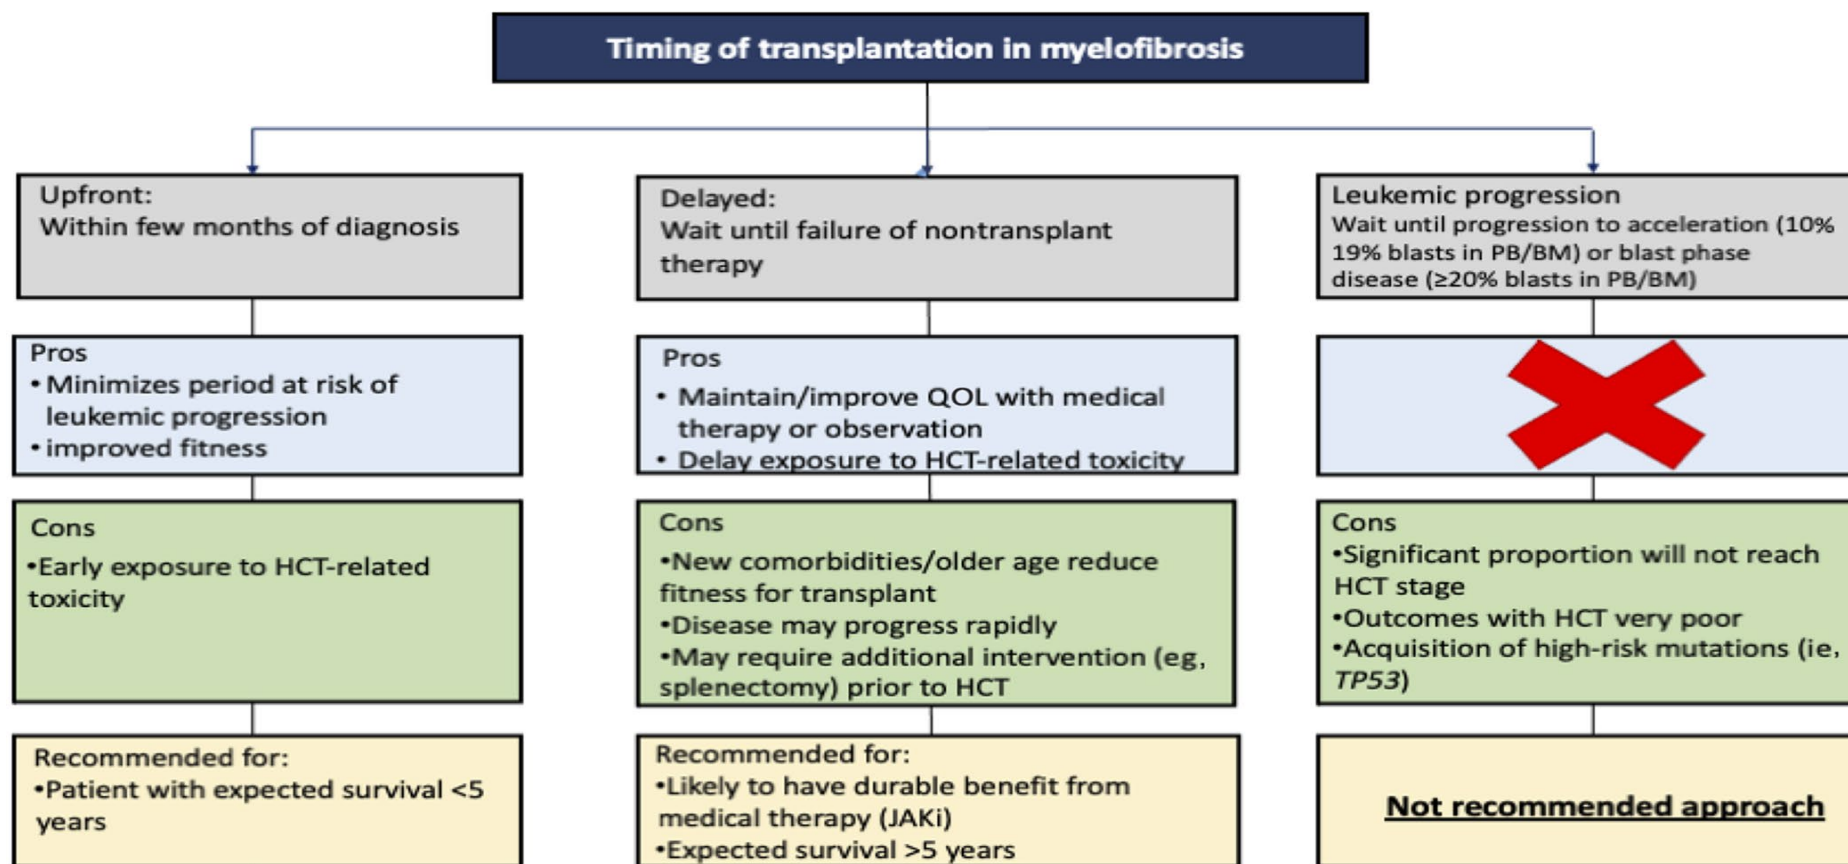 Timing of transplantation in myelofibrosis
Upfront:
Within few months of diagnosis
Pros
• Minimizes period at risk of
leukemic progression
• improved fitness
Cons
•Early exposure to HCT-related
toxicity
Recommended for:
•Patient with expected survival <5
years
Delayed:
Wait until failure of nontransplant
therapy
Pros
• Maintain/improve QOL with medical
therapy or observation
• Delay exposure to HCT-related toxicity
Cons
•New comorbidities/older age reduce
fitness for transplant
•Disease may progress rapidly
•May require additional intervention (eg,
splenectomy) prior to HCT
Recommended for:
•Likely to have durable benefit from
medical therapy (JAKi)
•Expected survival >5 years
Leukemic progression
Wait until progression to acceleration (10%
19% blasts in PB/BM) or blast phase
disease (≥20% blasts in PB/BM)
Cons
•Significant proportion will not reach
HCT stage
•Outcomes with HCT very poor
•Acquisition of high-risk mutations (ie,
TP53)
Not recommended approach